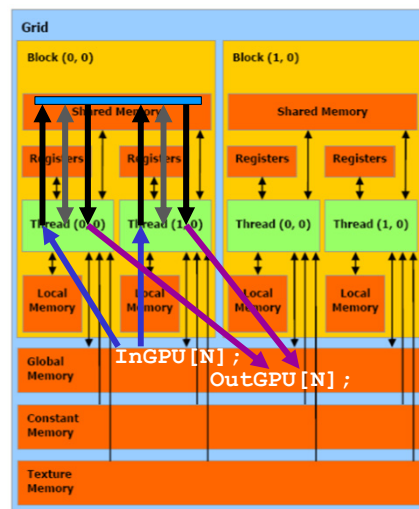 Grid
Block (0, 0)
Block (1, 0)
Shared Memory
Shared Memory
Registers
Registers
Registers
Registers
Thread (0, 0)
Thread (1, 0)
Thread (0, 0)
Thread (1, 0)
Local
Memory
Local
Memory
Local
Memory
Local
Memory
Global
Memory
InGPU[N];
OutGPU[N];
Constant
Memory
Texture
Memory